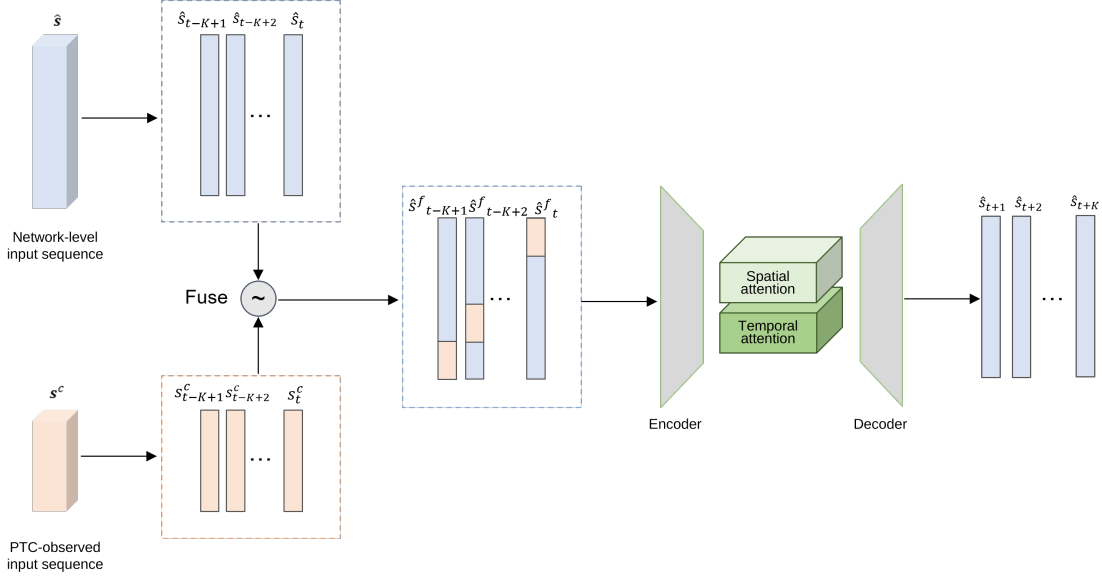 ŝ
ŝ_{t−K+1} ŝ_{t−K+2} ŝ_t
...
Network-level
input sequence
Fuse ~
s^c
s^c_{t−K+1} s^c_{t−K+2} s^c_t
...
PTC-observed
input sequence
ŝ^f_{t−K+1} ŝ^f_{t−K+2} ŝ^f_t
...
Spatial
attention
Temporal
attention
Encoder
Decoder
ŝ_{t+1} ŝ_{t+2} ŝ_{t+K}
...